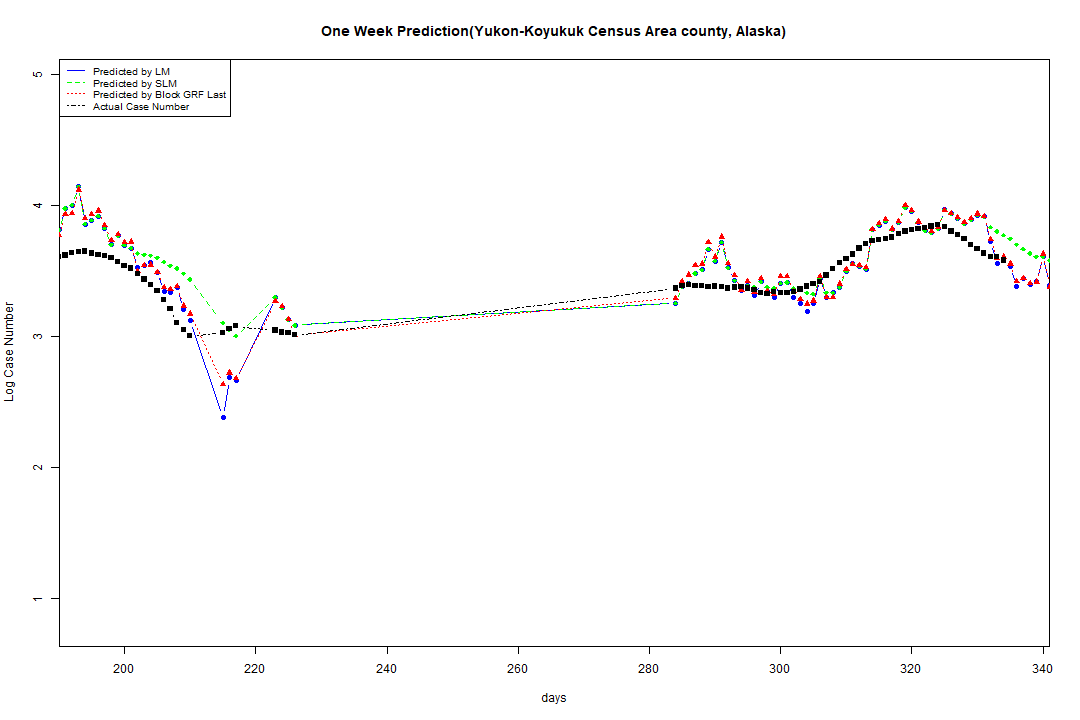 One Week Prediction(Yukon-Koyukuk Census Area county, Alaska)
Predicted by LM
Predicted by SLM
Predicted by Block GRF Last
Actual Case Number
5
4
3
2
1
Log Case Number
200 220 240 260 280 300 320 340
days